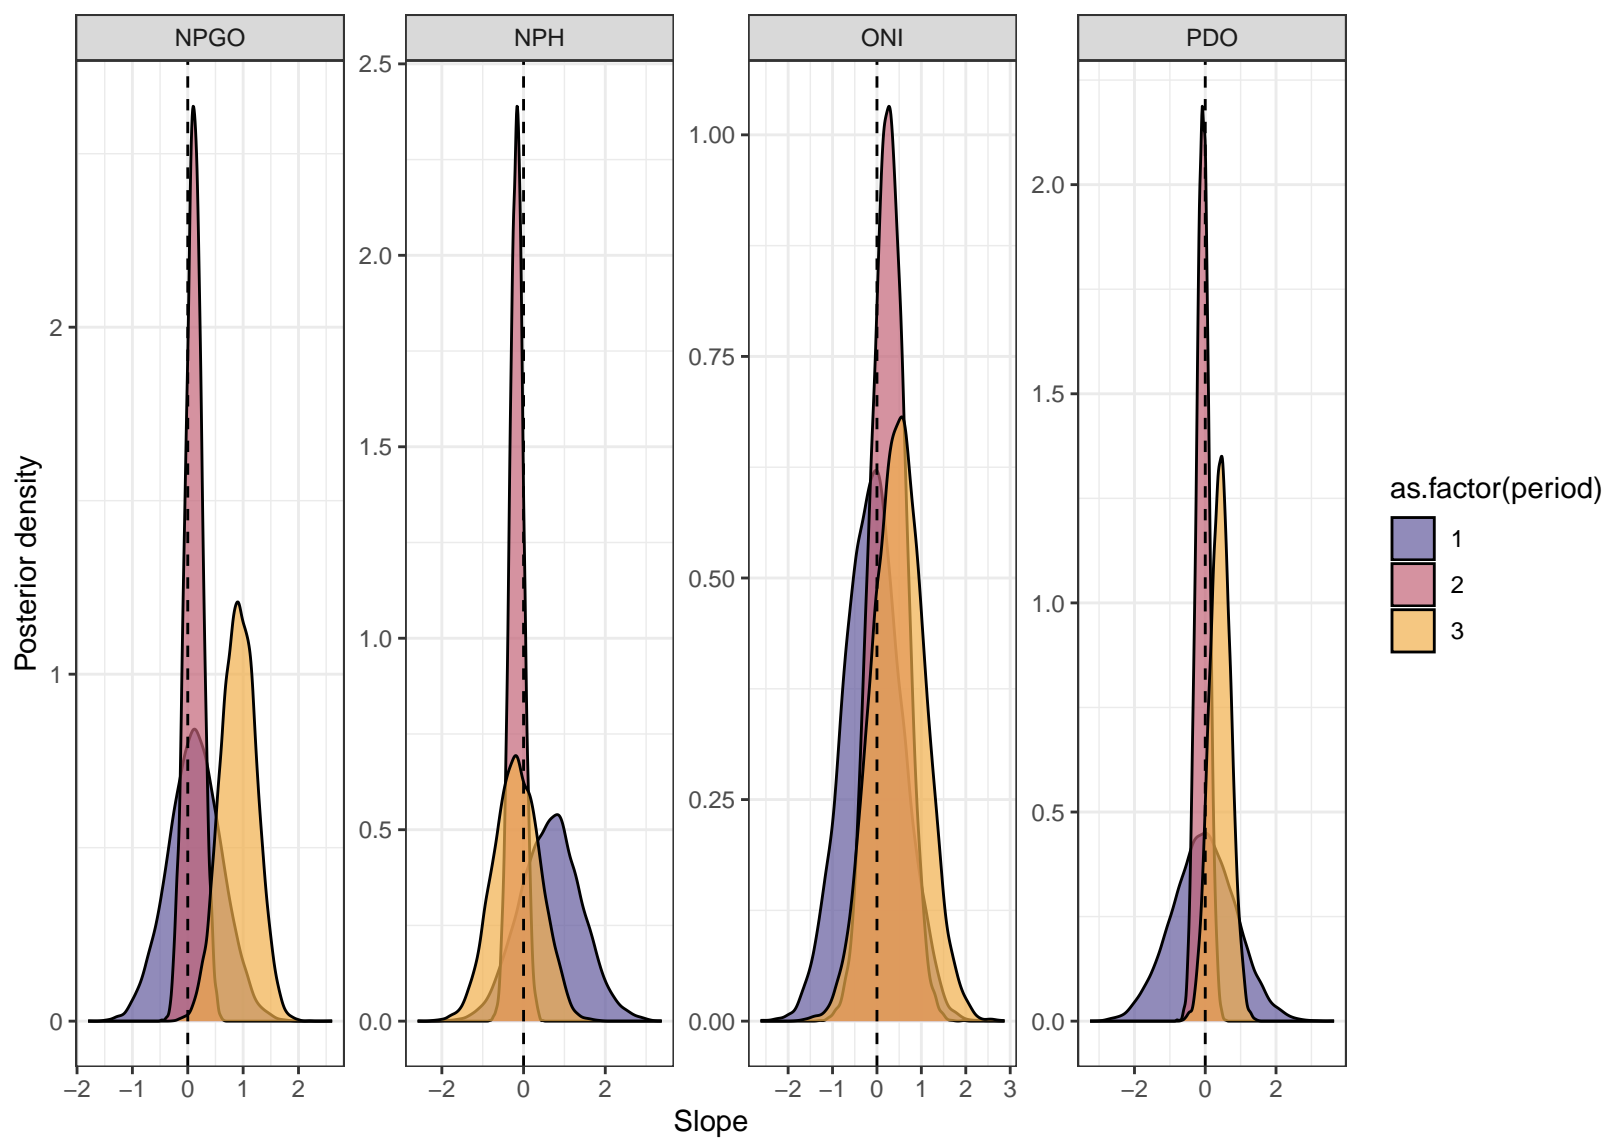 NPGO NPH ONI PDO
Posterior density
0 1 2
0.0 0.5 1.0 1.5 2.0 2.5
0.00 0.25 0.50 0.75 1.00
0.0 0.5 1.0 1.5 2.0
−2 −1 0 1 2
−2 0 2
−2 −1 0 1 2 3
−2 0 2
Slope
as.factor(period)
1
2
3